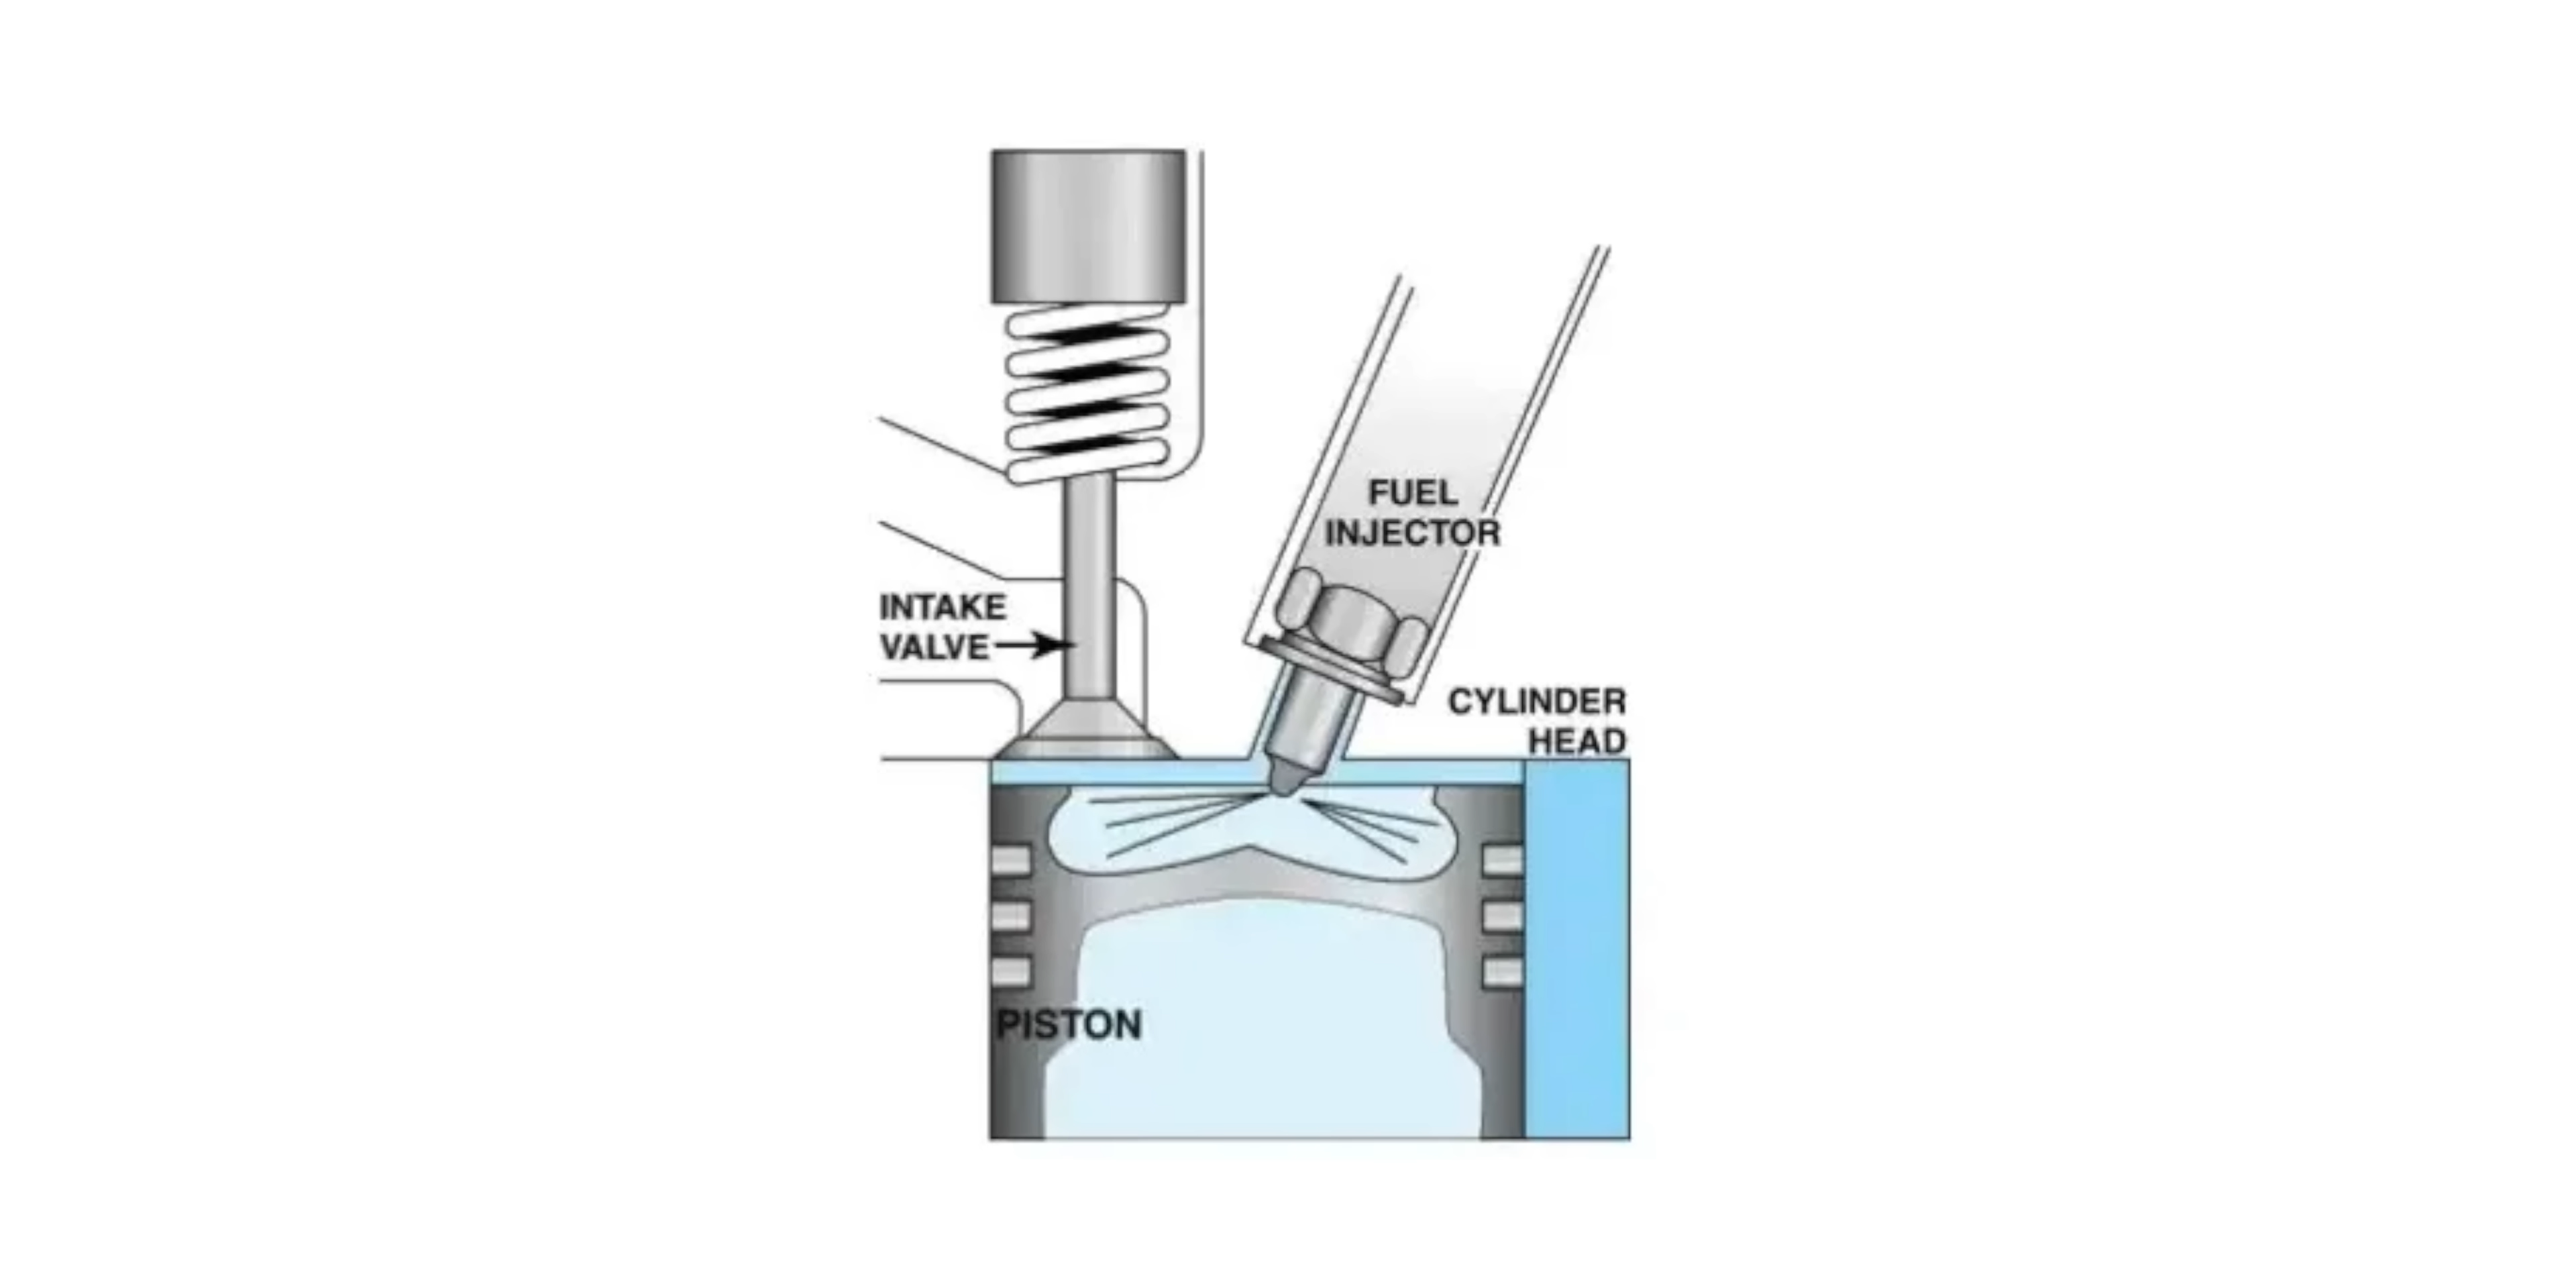 FUEL
INJECTOR
INTAKE
VALVE
CYLINDER
HEAD
PISTON